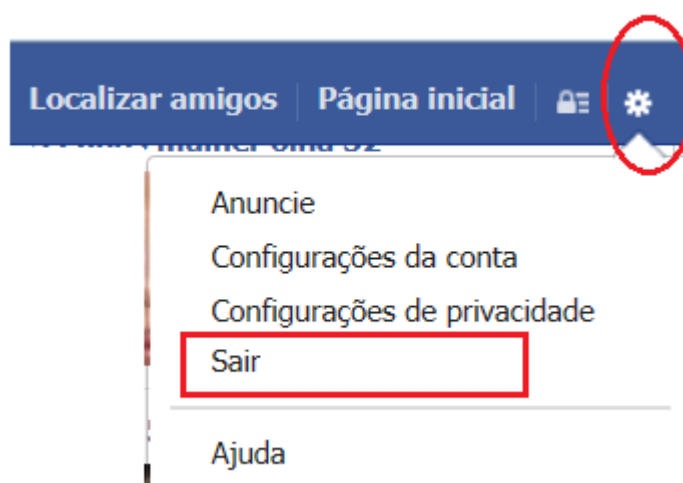 Localizar amigos Página inicial
Anuncie
Configurações da conta
Configurações de privacidade
Sair
Ajuda